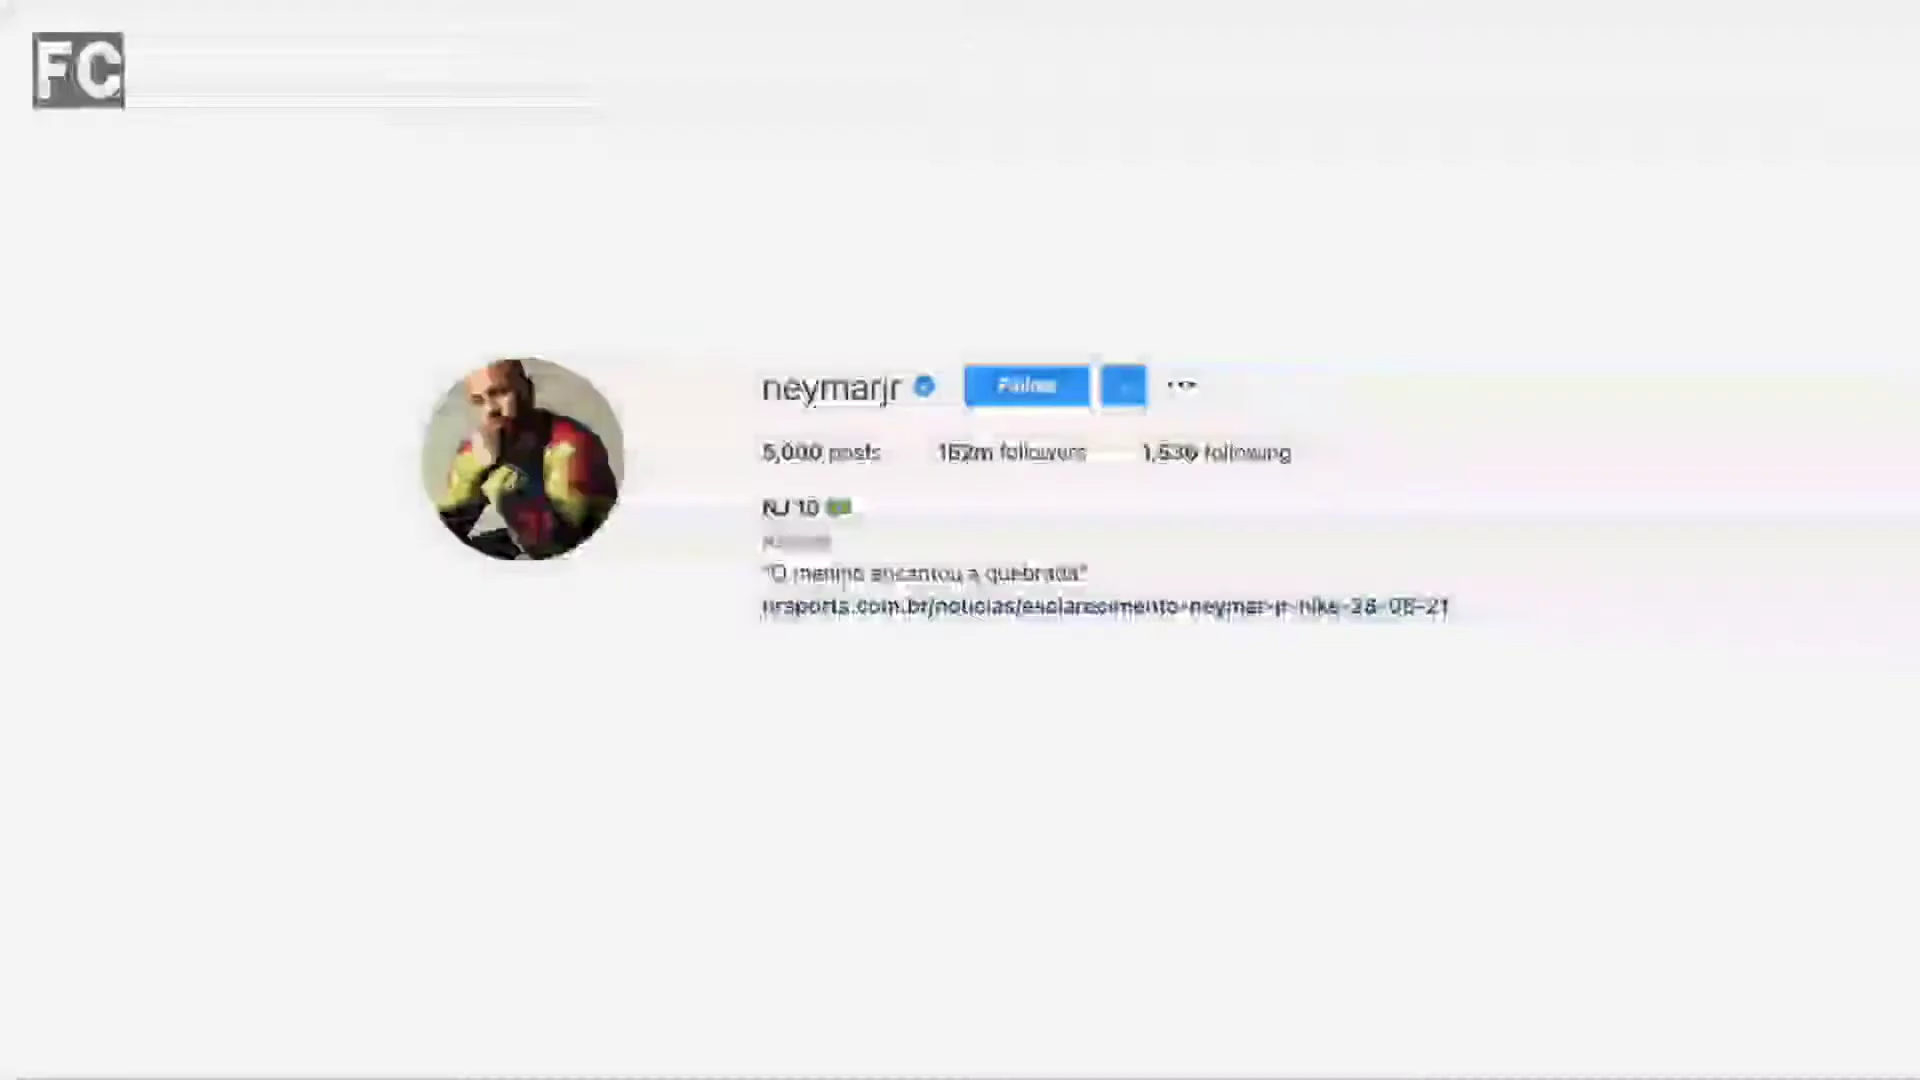 FC
neymarjr
Follow
5,000 posts 162m followers 1,536 following
NJ 10
"O menino encantou a quebrada"
nrsports.com.br/noticias/esclarecimento-neymar-jr-nike-28-05-21